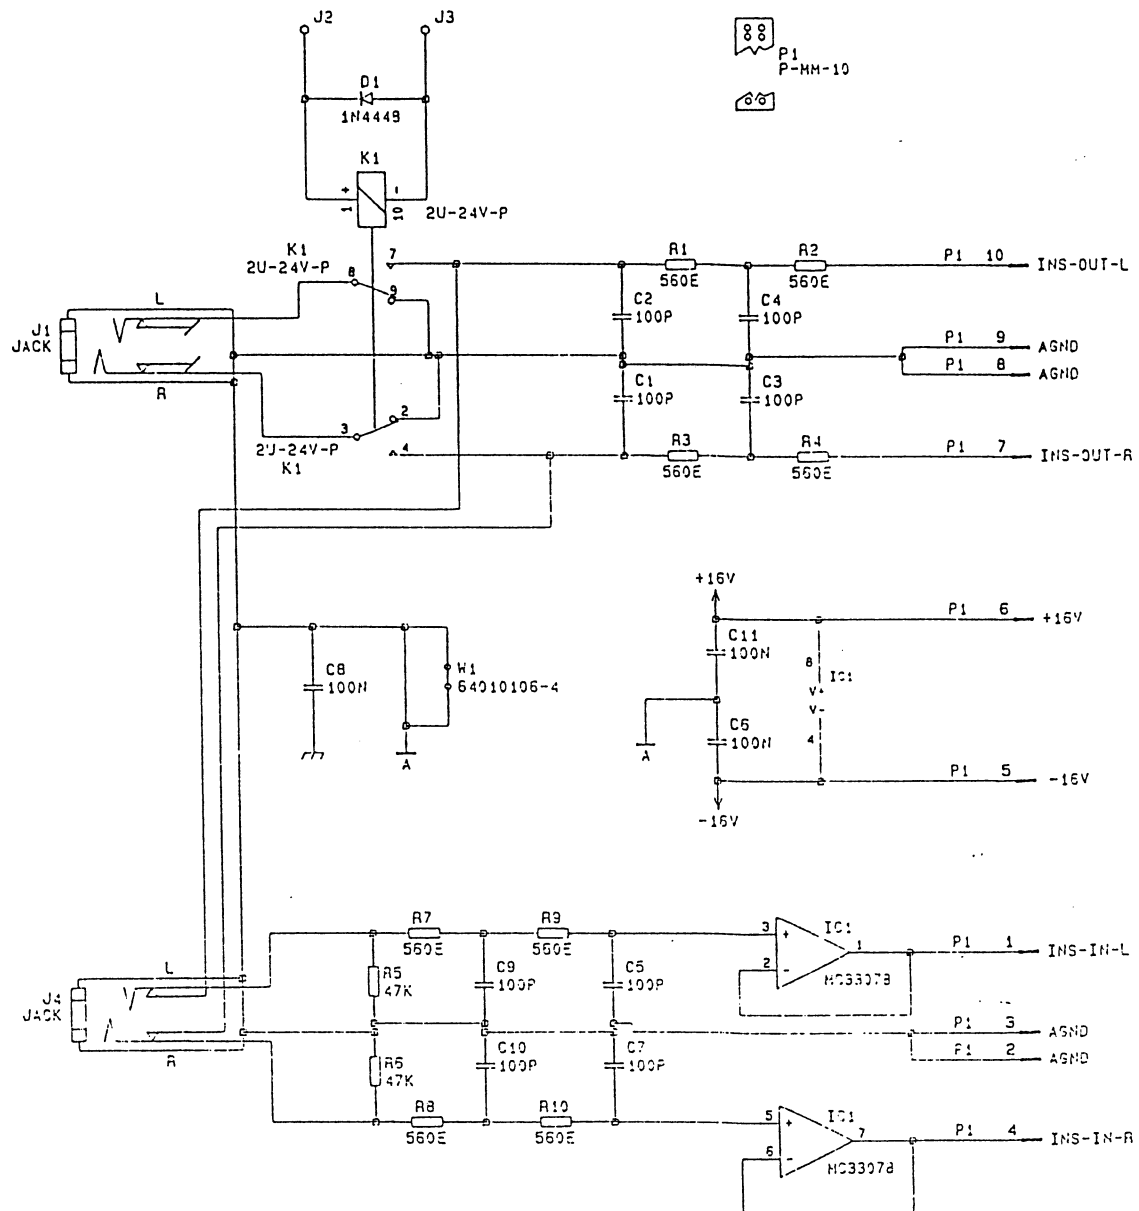 J2
J3
P1
P-MM-10
D1
1N4448
K1
1 +
10 -
2U-24V-P
K1
2U-24V-P
8
7
9
R1
560E
R2
560E
P1 10 INS-OUT-L
L
J1
JACK
R
C2
100P
C4
100P
P1 9 AGND
P1 8 AGND
C1
100P
C3
100P
2
3
4
2U-24V-P
K1
R3
560E
R4
560E
P1 7 INS-OUT-R
+16V
P1 6 +16V
C11
100N
8
IC1
V+
V-
4
C8
100N
W1
64010106-4
A
C6
100N
A
P1 5 -16V
-16V
R7
560E
R9
560E
3
+
IC1
1
2
-
MC33078
P1 1 INS-IN-L
L
J4
JACK
R
R5
47K
C9
100P
C5
100P
P1 3 AGND
P1 2 AGND
R6
47K
C10
100P
C7
100P
R8
560E
R10
560E
5
+
IC1
7
6
-
MC33078
P1 4 INS-IN-R